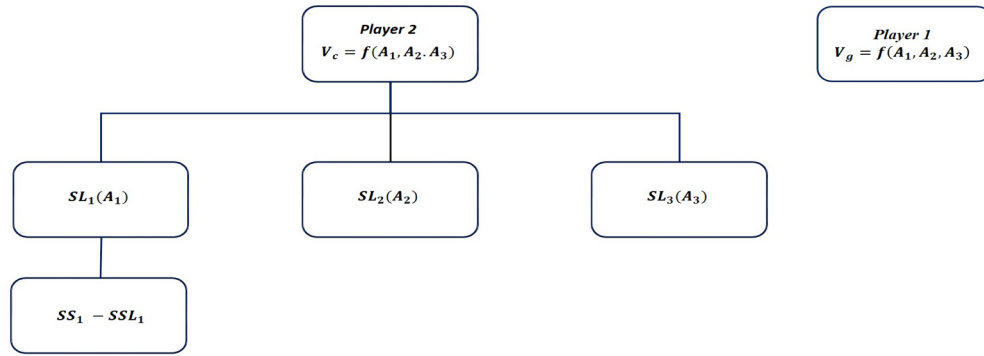 Player 2
V_c = f(A_1, A_2. A_3)
Player 1
V_g = f(A_1, A_2, A_3)
SL_1(A_1)
SL_2(A_2)
SL_3(A_3)
SS_1 − SSL_1